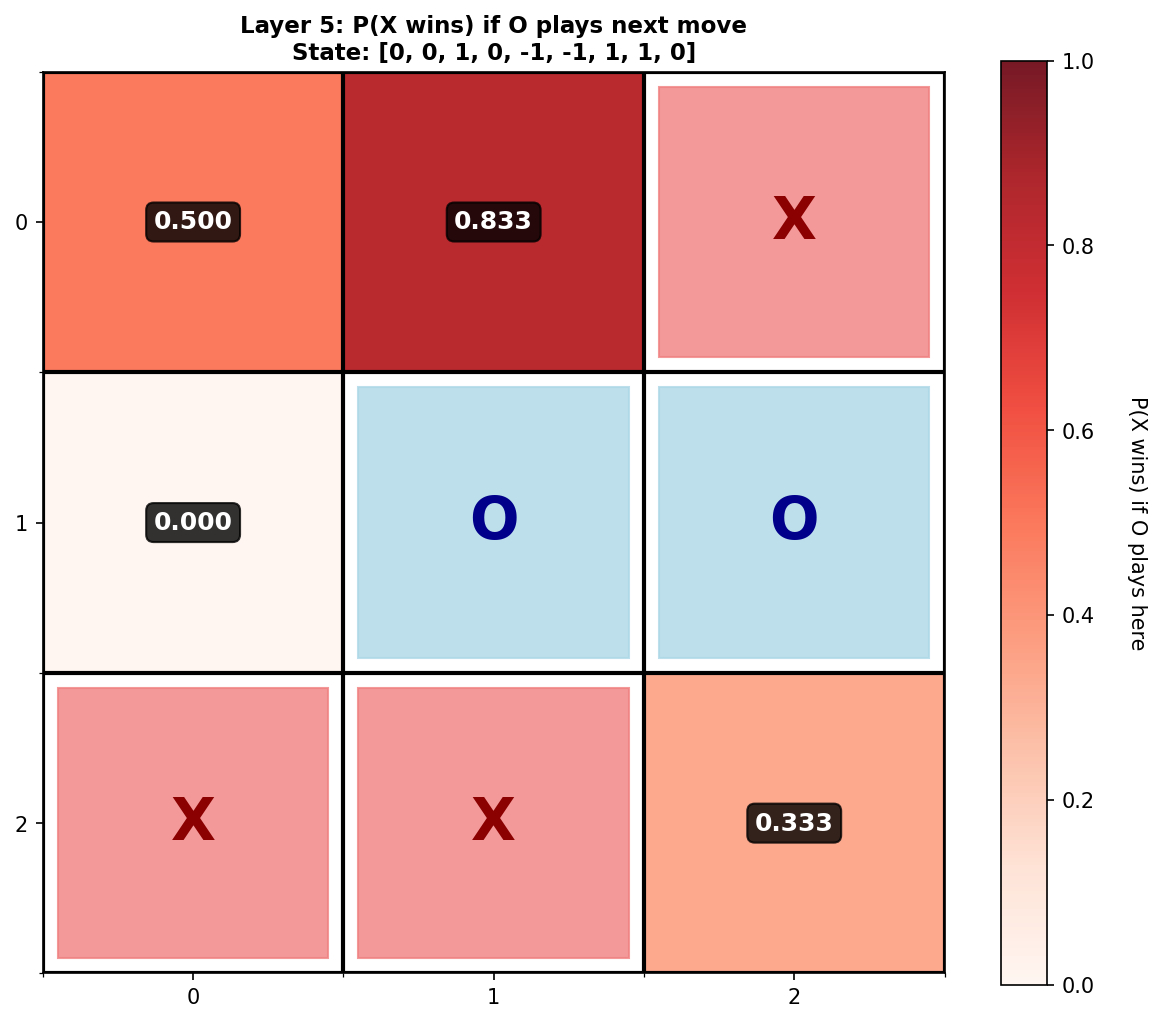 Layer 5: P(X wins) if O plays next move
State: [0, 0, 1, 0, -1, -1, 1, 1, 0]
0
0.500
0.833
X
1
0.000
O
O
2
X
X
0.333
0
1
2
1.0
0.8
0.6
0.4
0.2
0.0
P(X wins) if O plays here